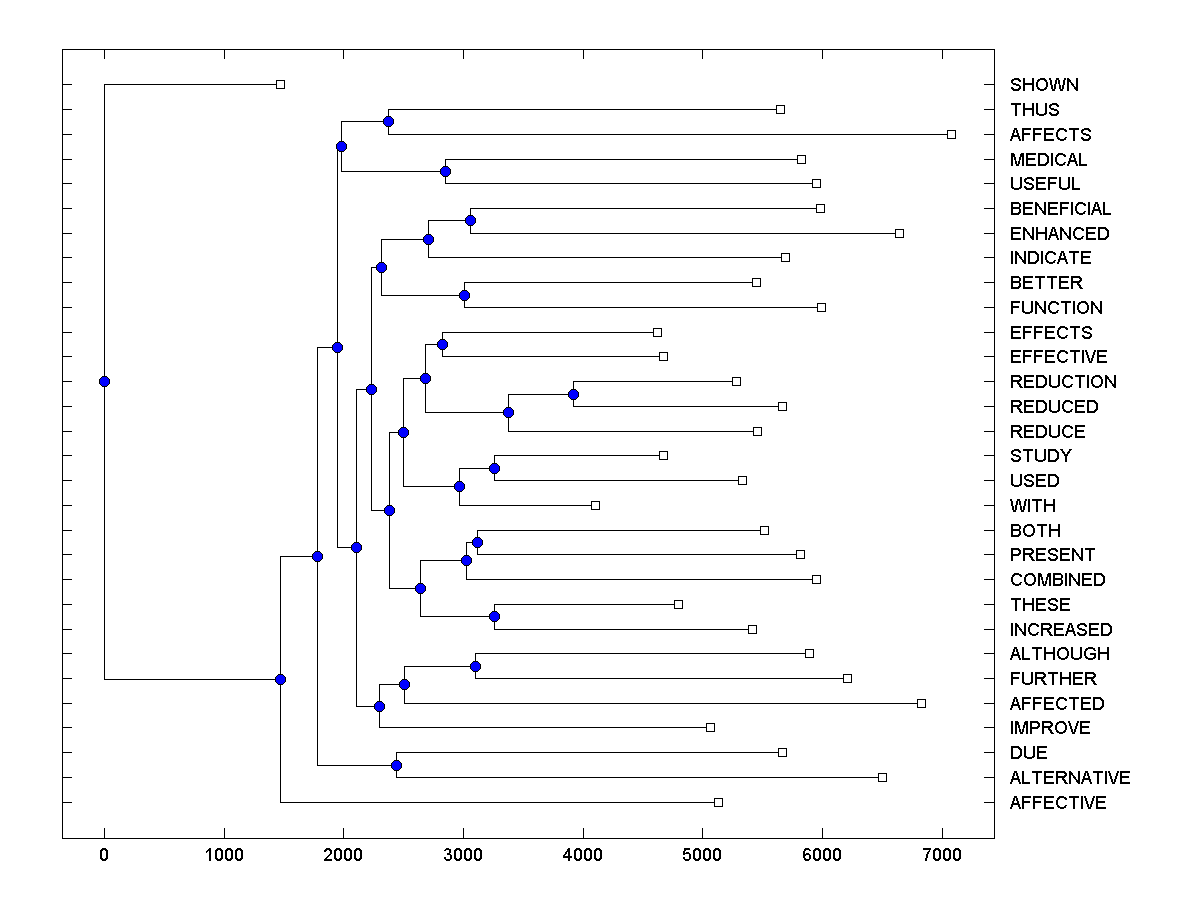 SHOWN
THUS
AFFECTS
MEDICAL
USEFUL
BENEFICIAL
ENHANCED
INDICATE
BETTER
FUNCTION
EFFECTS
EFFECTIVE
REDUCTION
REDUCED
REDUCE
STUDY
USED
WITH
BOTH
PRESENT
COMBINED
THESE
INCREASED
ALTHOUGH
FURTHER
AFFECTED
IMPROVE
DUE
ALTERNATIVE
AFFECTIVE
0 1000 2000 3000 4000 5000 6000 7000